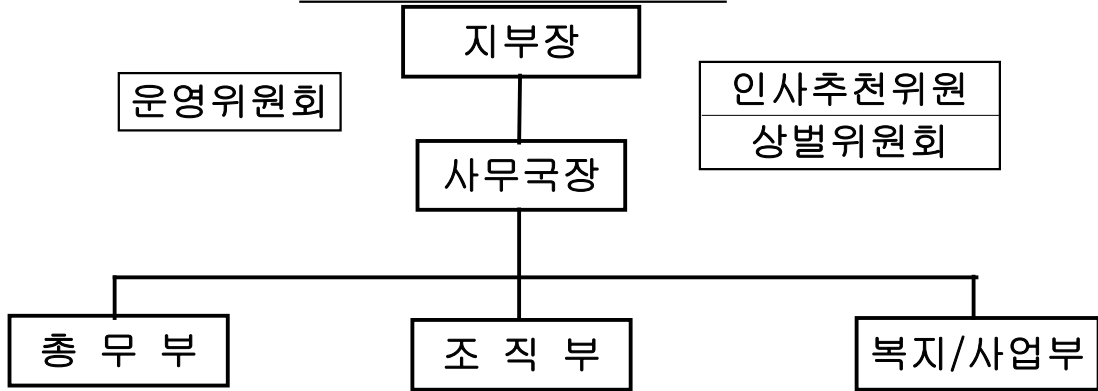 지부장
운영위원회
인사추천위원
상벌위원회
사무국장
총 무 부
조 직 부
복지/사업부